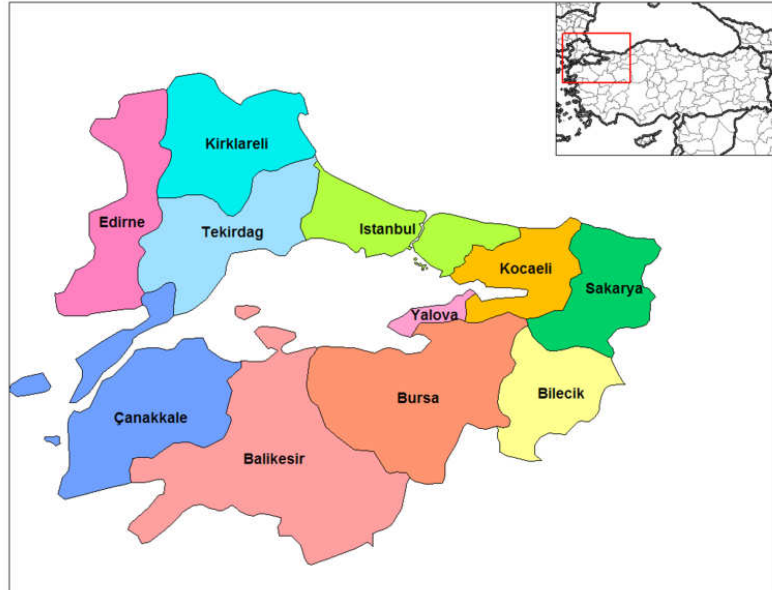 Kirklareli
Edirne
Tekirdag
Istanbul
Kocaeli
Sakarya
Yalova
Bursa
Bilecik
Çanakkale
Balikesir